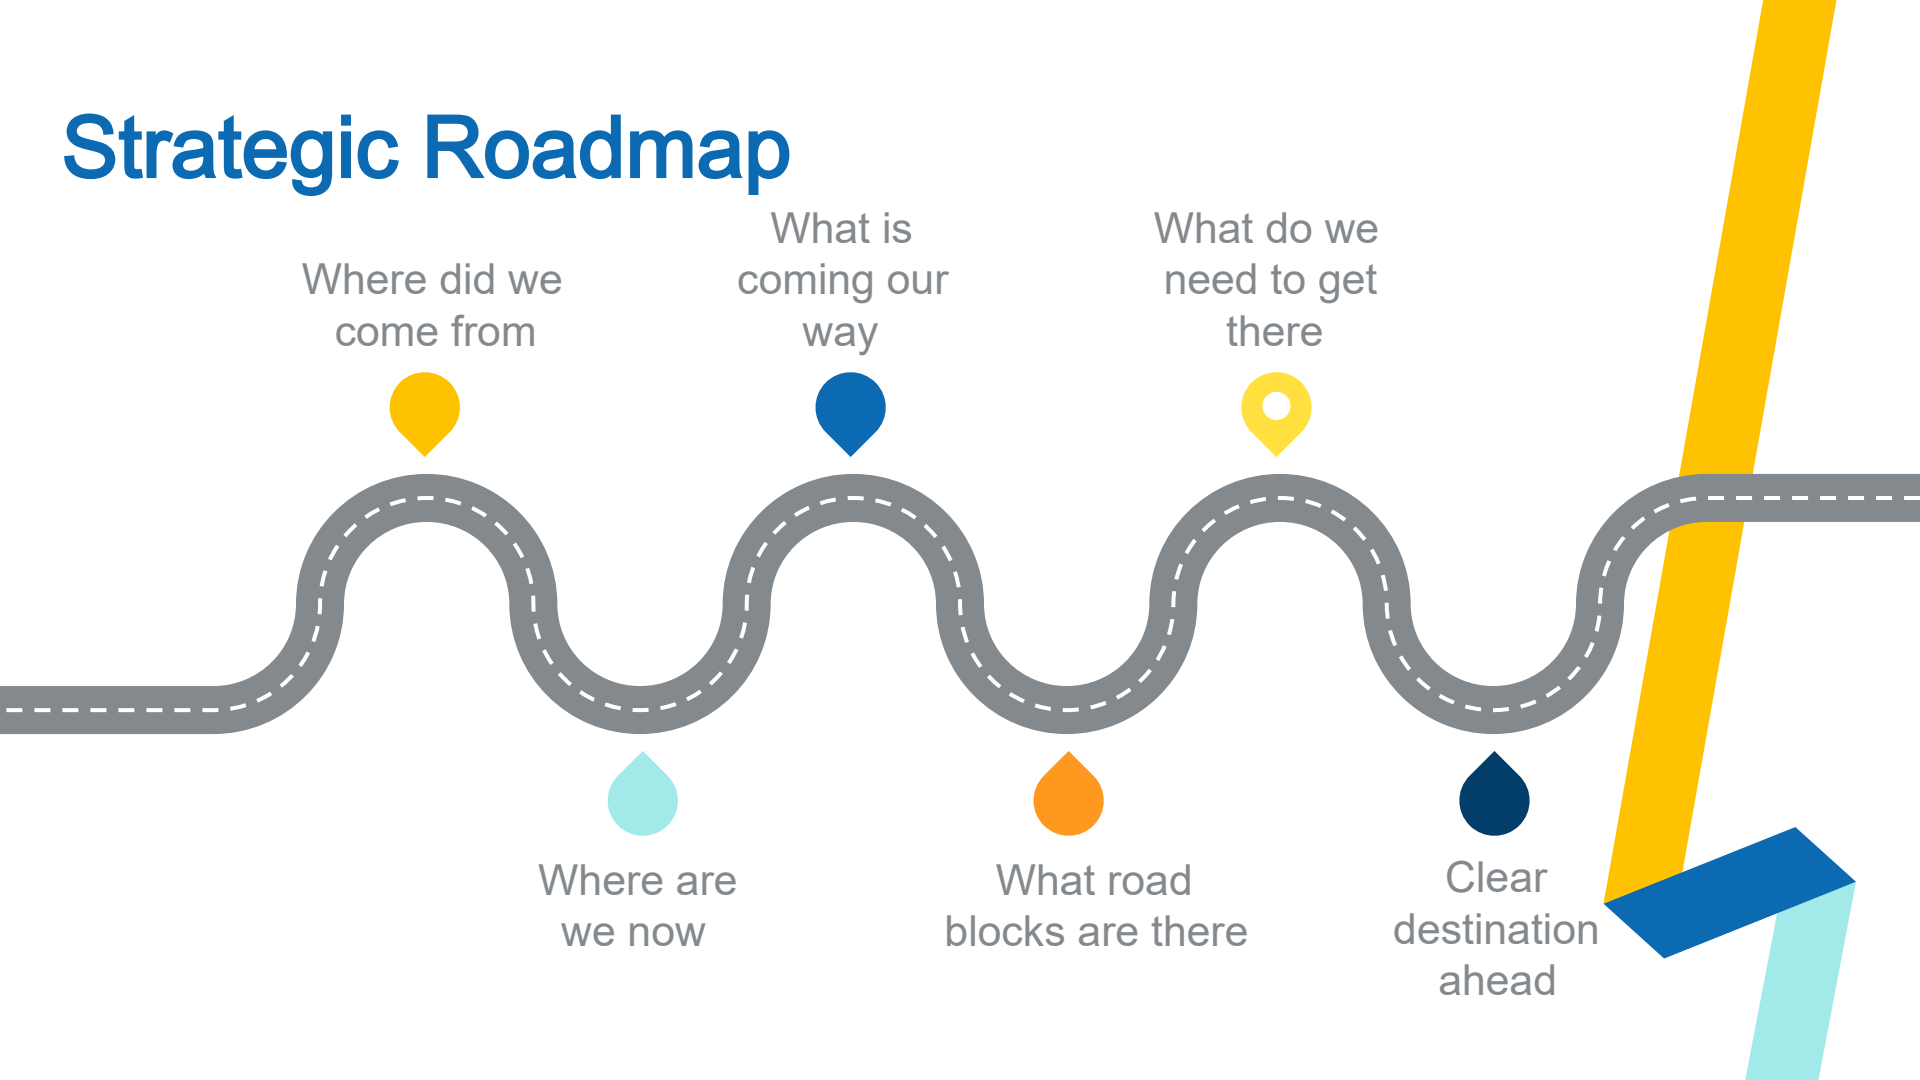 Strategic Roadmap
Where did we
come from
What is
coming our
way
What do we
need to get
there
Where are
we now
What road
blocks are there
Clear
destination
ahead